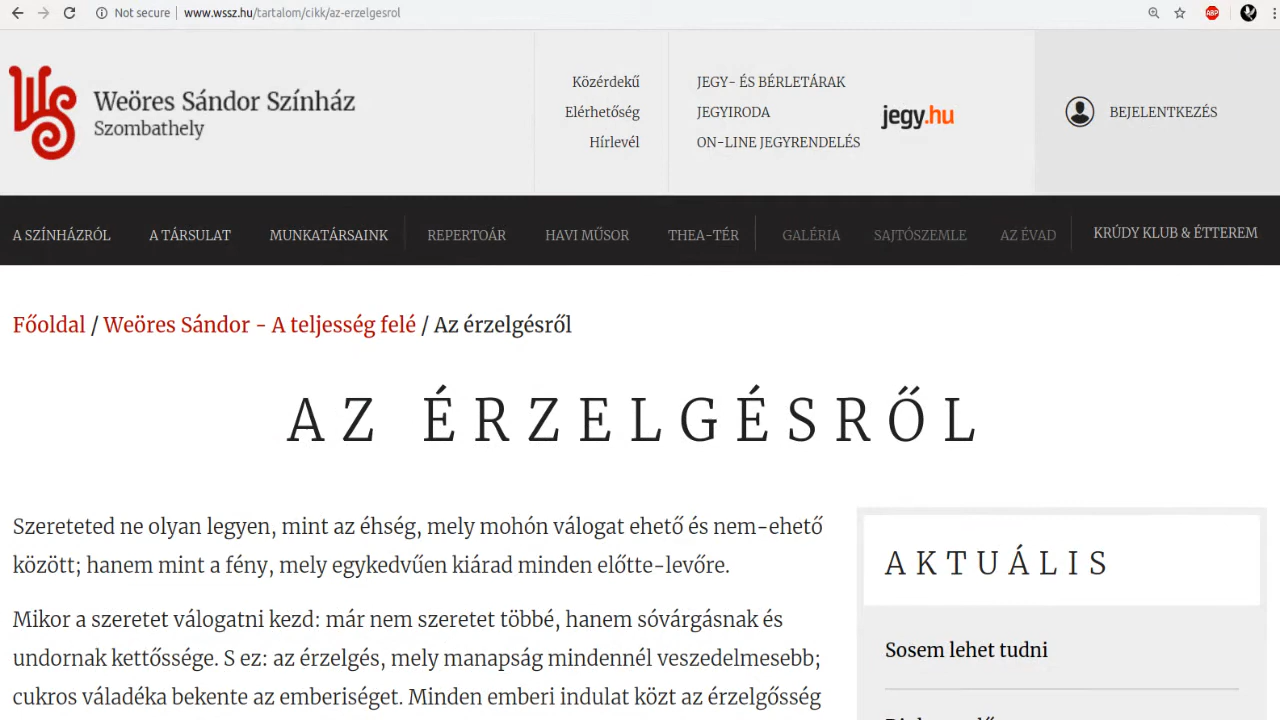 Not secure | www.wssz.hu/tartalom/cikk/az-erzelgesrol
ABP
Weöres Sándor Színház
Szombathely
Közérdekű
Elérhetőség
Hírlevél
JEGY- ÉS BÉRLETÁRAK
JEGYIRODA
ON-LINE JEGYRENDELÉS
jegy.hu
BEJELENTKEZÉS
A SZÍNHÁZRÓL A TÁRSULAT MUNKATÁRSAINK REPERTOÁR HAVI MŰSOR THEA-TÉR GALÉRIA SAJTÓSZEMLE AZ ÉVAD KRÚDY KLUB & ÉTTEREM
Főoldal / Weöres Sándor - A teljesség felé / Az érzelgésről
AZ ÉRZELGÉSRŐL
Szereteted ne olyan legyen, mint az éhség, mely mohón válogat ehető és nem-ehető
között; hanem mint a fény, mely egykedvűen kiárad minden előtte-levőre.
Mikor a szeretet válogatni kezd: már nem szeretet többé, hanem sóvárgásnak és
undornak kettőssége. S ez: az érzelgés, mely manapság mindennél veszedelmesebb;
cukros váladéka bekente az emberiséget. Minden emberi indulat közt az érzelgősség
AKTUÁLIS
Sosem lehet tudni